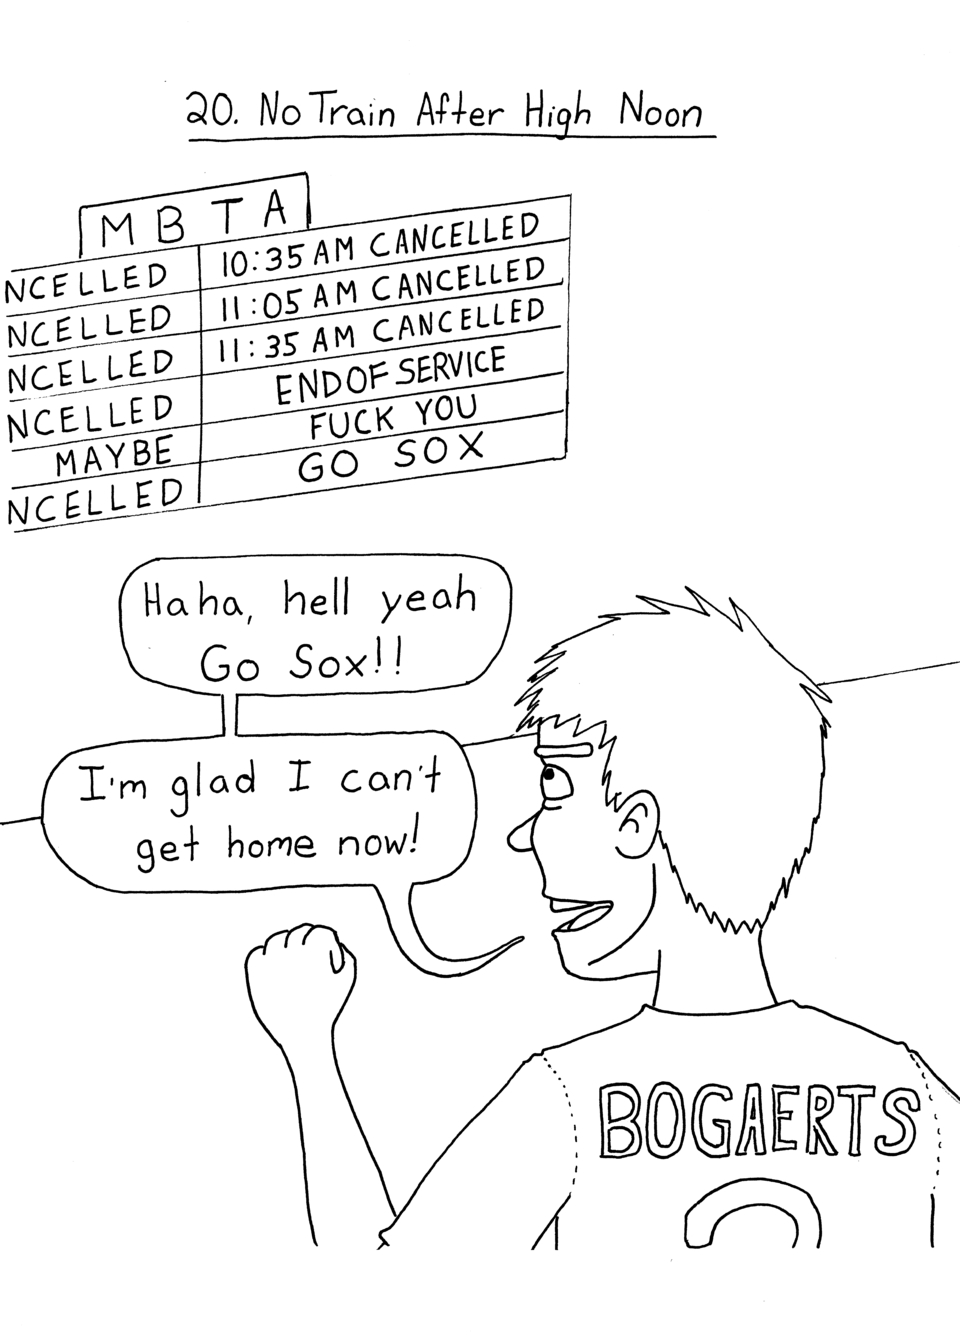 20. No Train After High Noon
MBTA
NCELLED 10:35 AM CANCELLED
NCELLED 11:05 AM CANCELLED
NCELLED 11:35 AM CANCELLED
NCELLED END OF SERVICE
MAYBE FUCK YOU
NCELLED GO SOX
Haha, hell yeah
Go Sox!!
I'm glad I can't
get home now!
BOGAERTS